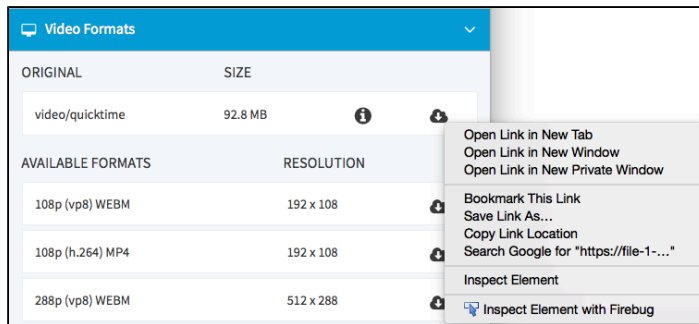 Video Formats
ORIGINAL SIZE
video/quicktime 92.8 MB
AVAILABLE FORMATS RESOLUTION
108p (vp8) WEBM 192 x 108
108p (h.264) MP4 192 x 108
288p (vp8) WEBM 512 x 288
Open Link in New Tab
Open Link in New Window
Open Link in New Private Window
Bookmark This Link
Save Link As...
Copy Link Location
Search Google for "https://file-1-..."
Inspect Element
Inspect Element with Firebug